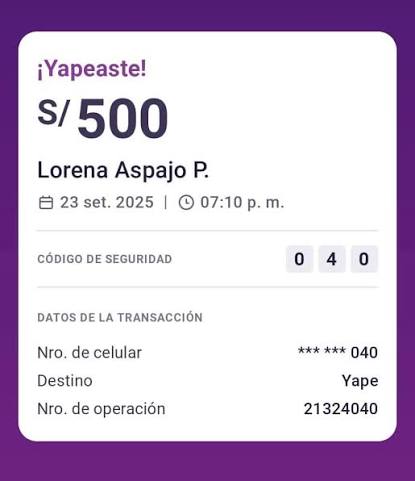 ¡Yapeaste!
S/ 500
Lorena Aspajo P.
23 set. 2025 | 07:10 p. m.
CÓDIGO DE SEGURIDAD 0 4 0
DATOS DE LA TRANSACCIÓN
Nro. de celular *** *** 040
Destino Yape
Nro. de operación 21324040